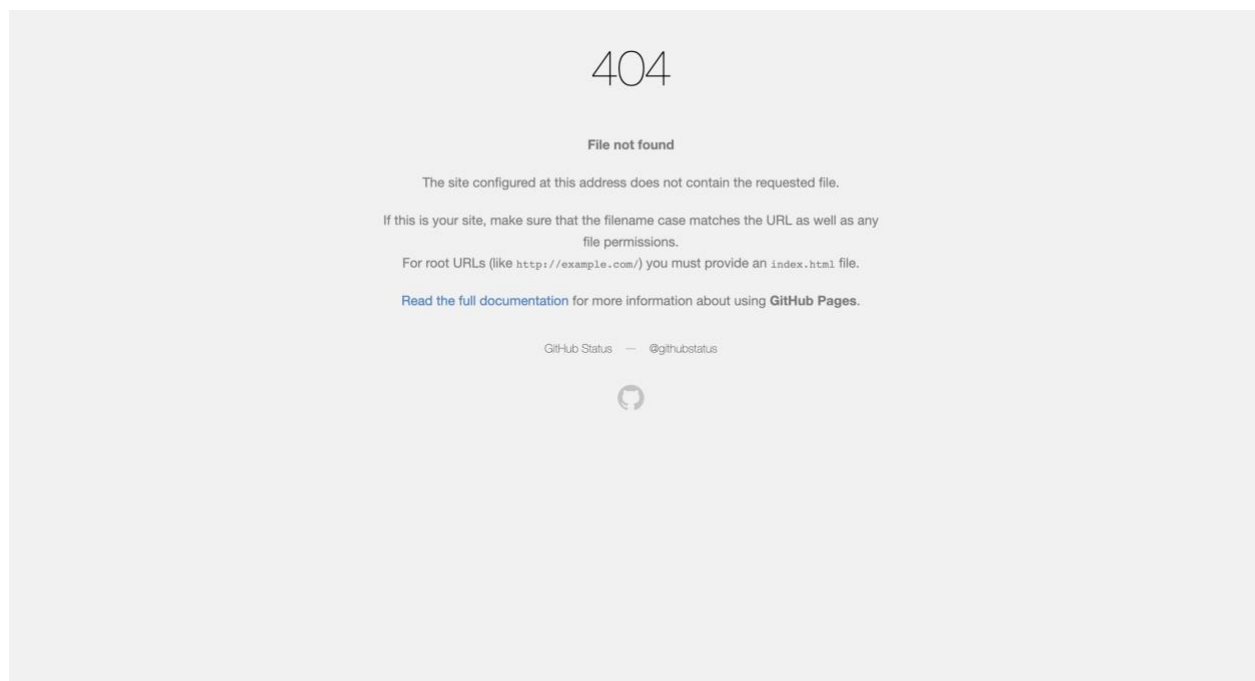 404
File not found
The site configured at this address does not contain the requested file.
If this is your site, make sure that the filename case matches the URL as well as any
file permissions.
For root URLs (like http://example.com/) you must provide an index.html file.
Read the full documentation for more information about using GitHub Pages.
GitHub Status — @githubstatus